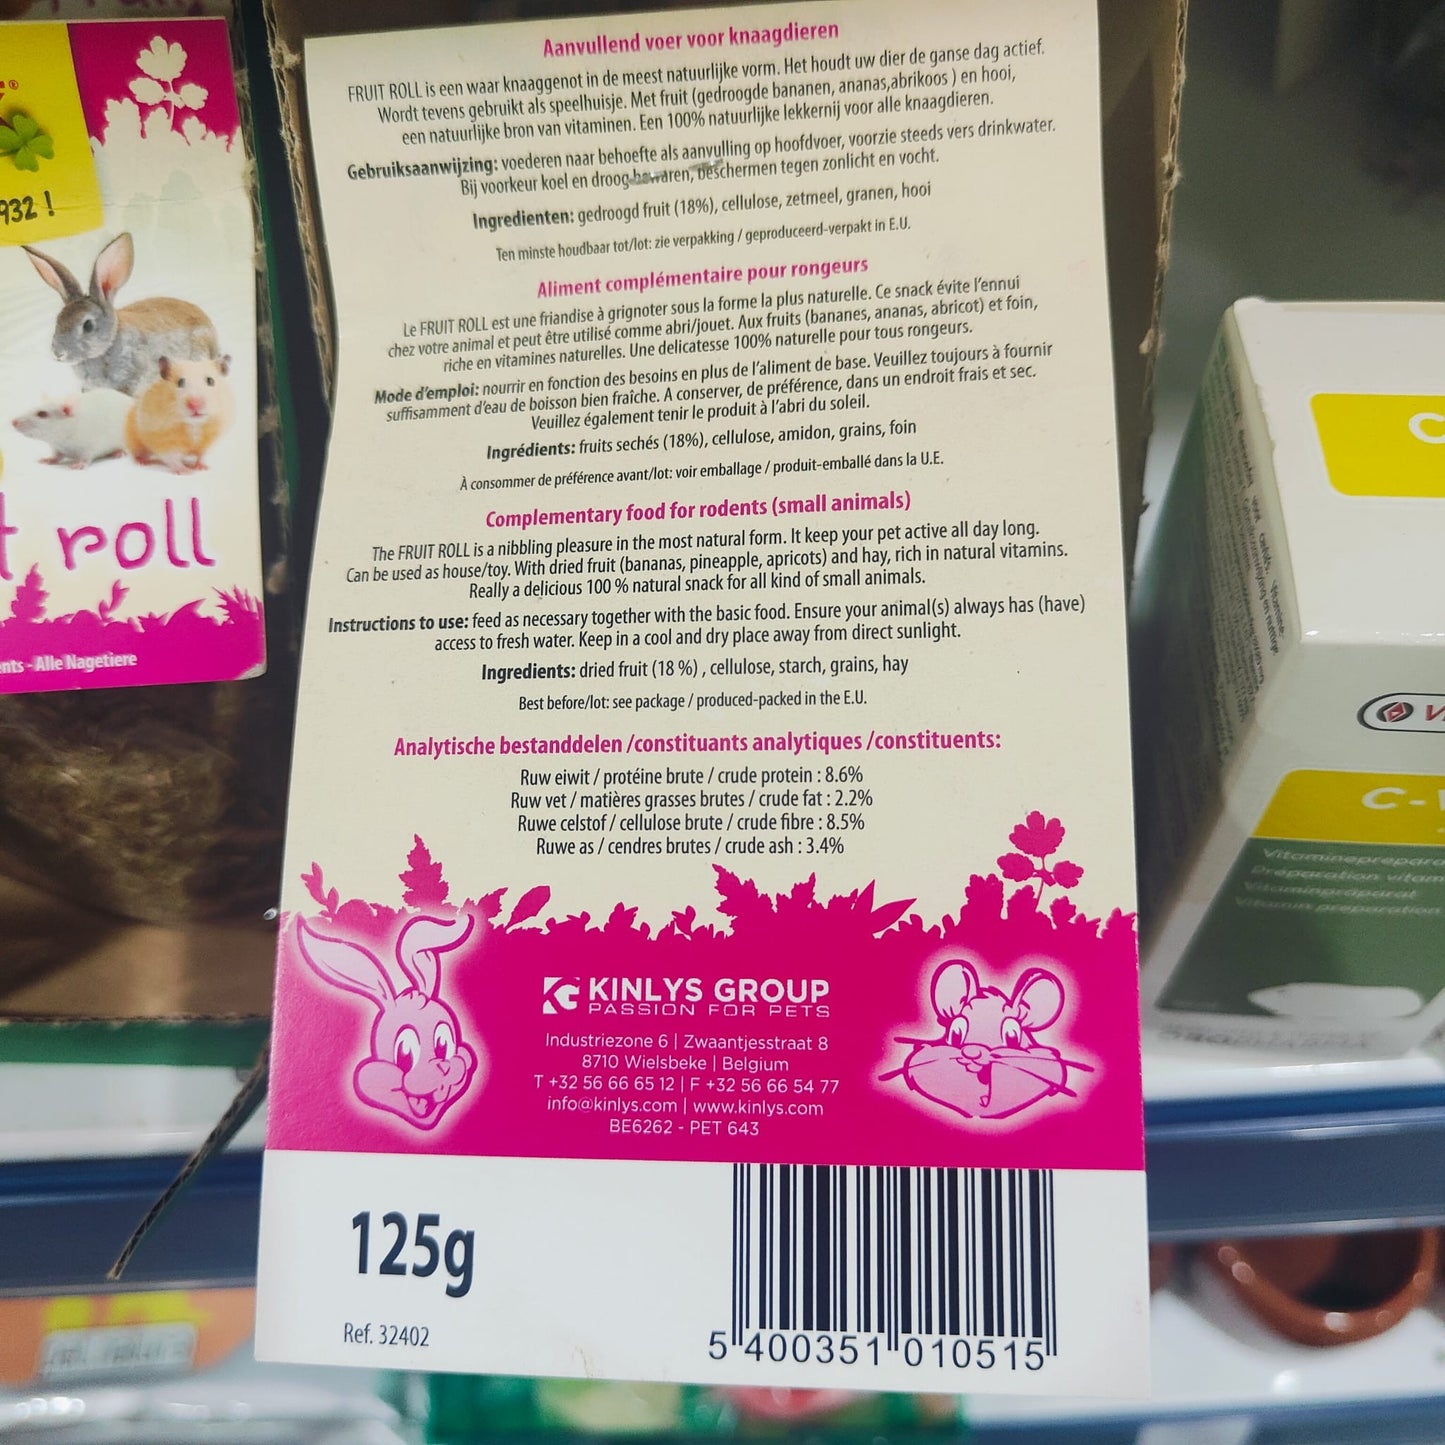 Aanvullend voer voor knaagdieren
FRUIT ROLL is een waar knaaggenot in de meest natuurlijke vorm. Het houdt uw dier de ganse dag actief.
Wordt tevens gebruikt als speelhuisje. Met fruit (gedroogde bananen, ananas,abrikoos ) en hooi,
een natuurlijke bron van vitaminen. Een 100% natuurlijke lekkernij voor alle knaagdieren.
Gebruiksaanwijzing: voederen naar behoefte als aanvulling op hoofdvoer, voorzie steeds vers drinkwater.
Bij voorkeur koel en droog bewaren, beschermen tegen zonlicht en vocht.
Ingredienten: gedroogd fruit (18%), cellulose, zetmeel, granen, hooi
Ten minste houdbaar tot/lot: zie verpakking / geproduceerd-verpakt in E.U.
Aliment complémentaire pour rongeurs
Le FRUIT ROLL est une friandise à grignoter sous la forme la plus naturelle. Ce snack évite l'ennui
chez votre animal et peut être utilisé comme abri/jouet. Aux fruits (bananes, ananas, abricot) et foin,
riche en vitamines naturelles. Une delicatesse 100% naturelle pour tous rongeurs.
Mode d'emploi: nourrir en fonction des besoins en plus de l'aliment de base. Veuillez toujours à fournir
suffisamment d'eau de boisson bien fraîche. A conserver, de préférence, dans un endroit frais et sec.
Veuillez également tenir le produit à l'abri du soleil.
Ingrédients: fruits sechés (18%), cellulose, amidon, grains, foin
À consommer de préférence avant/lot: voir emballage / produit-emballé dans la U.E.
Complementary food for rodents (small animals)
The FRUIT ROLL is a nibbling pleasure in the most natural form. It keep your pet active all day long.
Can be used as house/toy. With dried fruit (bananas, pineapple, apricots) and hay, rich in natural vitamins.
Really a delicious 100 % natural snack for all kind of small animals.
Instructions to use: feed as necessary together with the basic food. Ensure your animal(s) always has (have)
access to fresh water. Keep in a cool and dry place away from direct sunlight.
Ingredients: dried fruit (18 %) , cellulose, starch, grains, hay
Best before/lot: see package / produced-packed in the E.U.
Analytische bestanddelen /constituants analytiques /constituents:
Ruw eiwit / protéine brute / crude protein : 8.6%
Ruw vet / matières grasses brutes / crude fat : 2.2%
Ruwe celstof / cellulose brute / crude fibre : 8.5%
Ruwe as / cendres brutes / crude ash : 3.4%
KINLYS GROUP
PASSION FOR PETS
Industriezone 6 | Zwaantjesstraat 8
8710 Wielsbeke | Belgium
T +32 56 66 65 12 | F +32 56 66 54 77
info@kinlys.com | www.kinlys.com
BE6262 - PET 643
125g
Ref. 32402
5 400351 010515
932 !
t roll
nts - Alle Nagetiere
C
C-V
Vitaminepreparа
Préparation vitam
Vitaminpräparat
Vitamin preparation